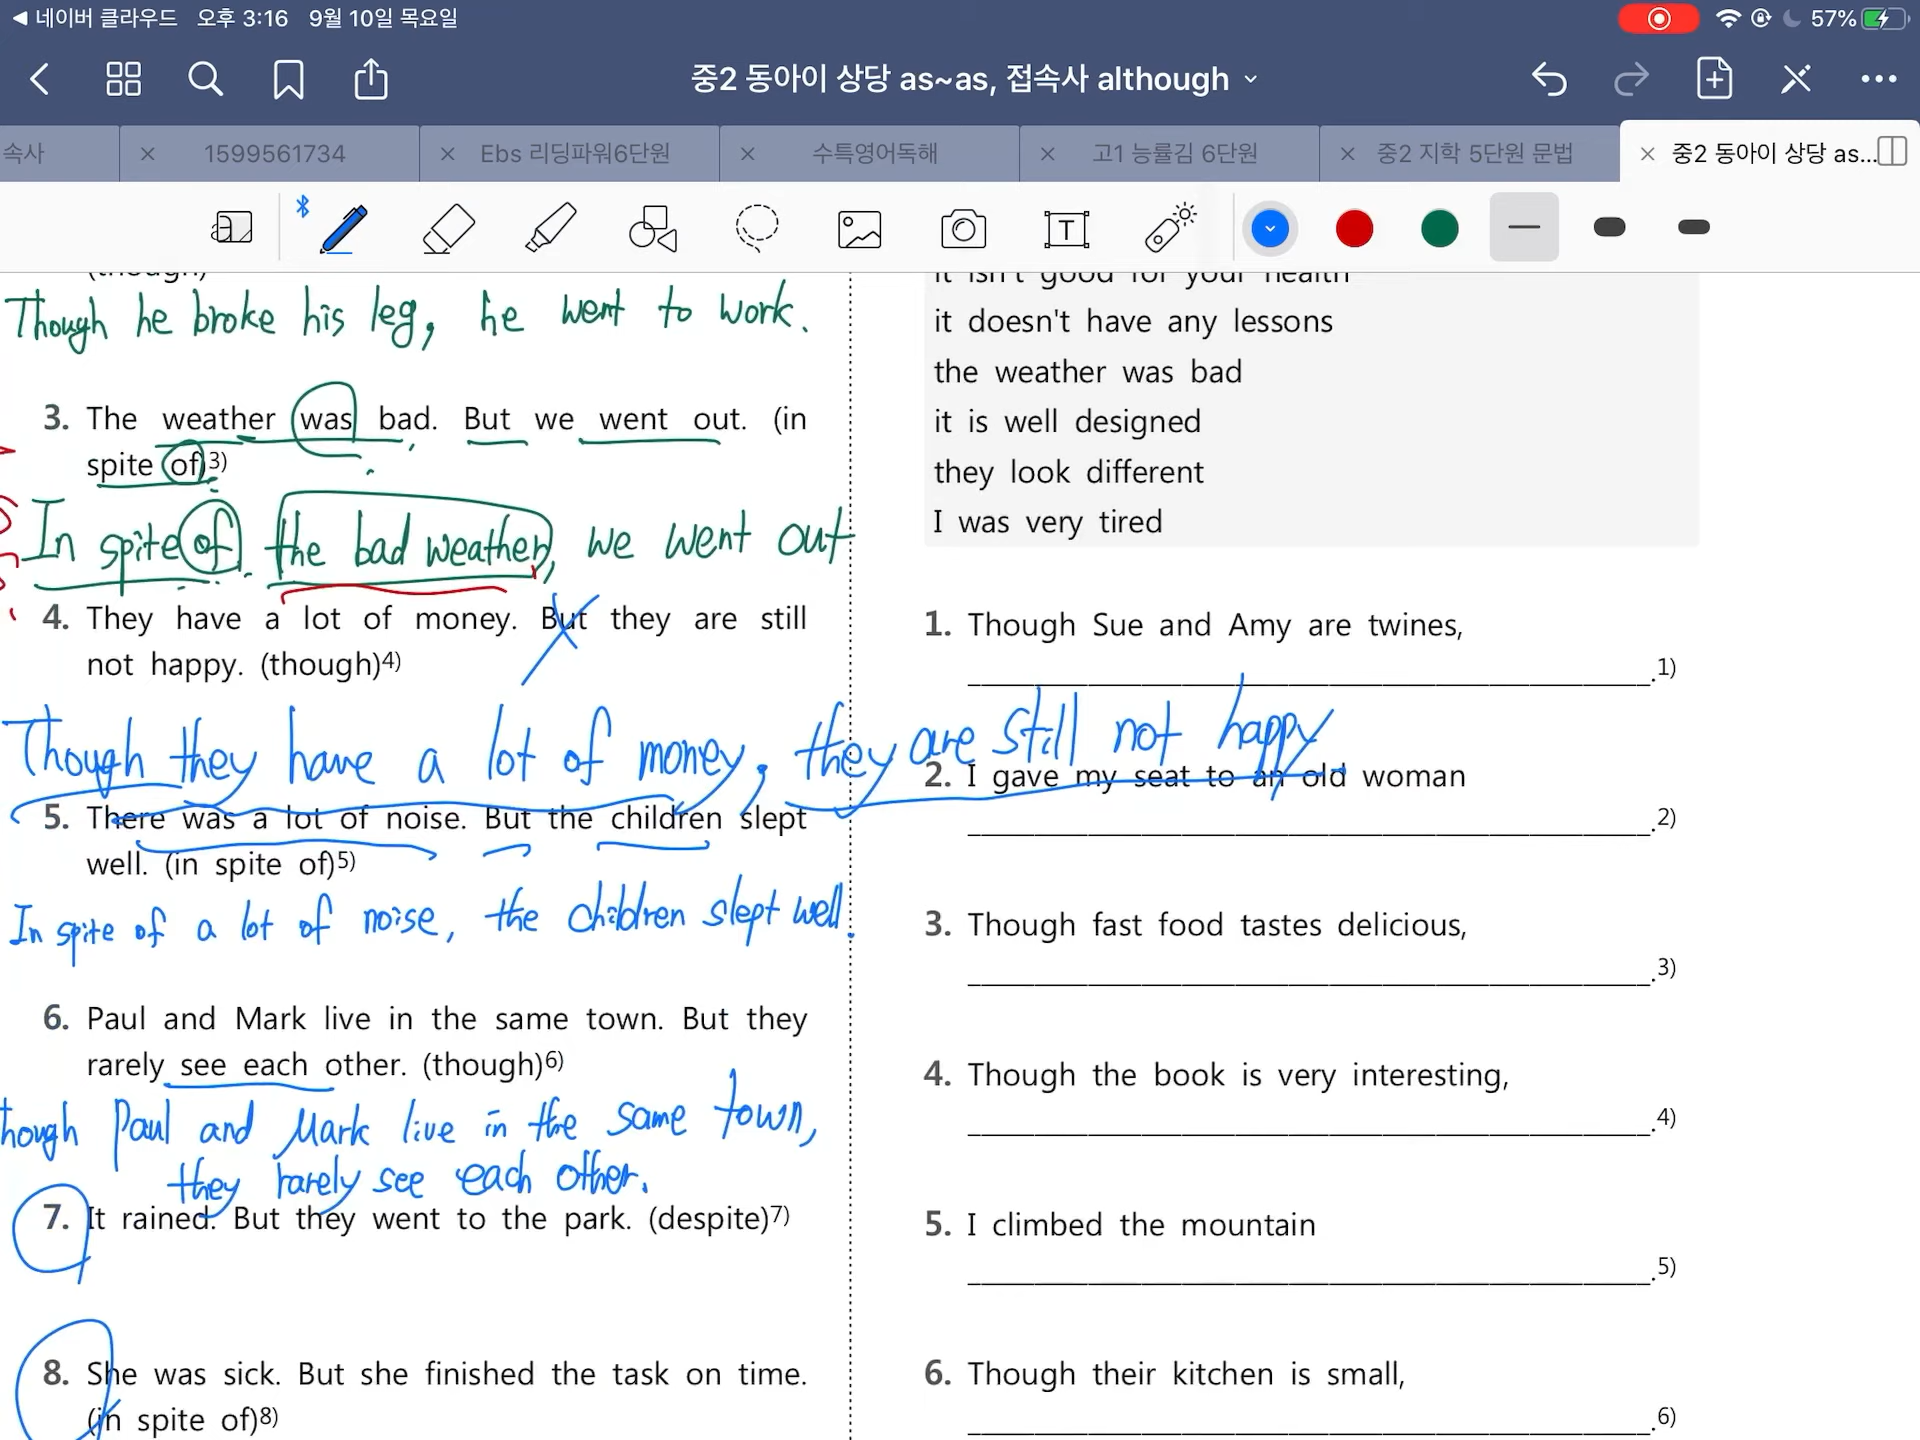 ◀ 네이버 클라우드 오후 3:16 9월 10일 목요일 57%
중2 동아이 상당 as~as, 접속사 although
속사
1599561734
Ebs 리딩파워6단원
수특영어독해
고1 능률김 6단원
중2 지학 5단원 문법
중2 동아이 상당 as...
(though)
Though he broke his leg, he went to work.
3. The weather was bad. But we went out. (in
spite of)3)
In spite of the bad weather, we went out
4. They have a lot of money. But they are still
not happy. (though)4)
Though they have a lot of money, they are still not happy
5. There was a lot of noise. But the children slept
well. (in spite of)5)
In spite of a lot of noise, the children slept well.
6. Paul and Mark live in the same town. But they
rarely see each other. (though)6)
hough Paul and Mark live in the same town,
they rarely see each other.
7. It rained. But they went to the park. (despite)7)
8. She was sick. But she finished the task on time.
(in spite of)8)
it isn't good for your health
it doesn't have any lessons
the weather was bad
it is well designed
they look different
I was very tired
1. Though Sue and Amy are twines,
.1)
2. I gave my seat to an old woman
.2)
3. Though fast food tastes delicious,
.3)
4. Though the book is very interesting,
.4)
5. I climbed the mountain
.5)
6. Though their kitchen is small,
.6)